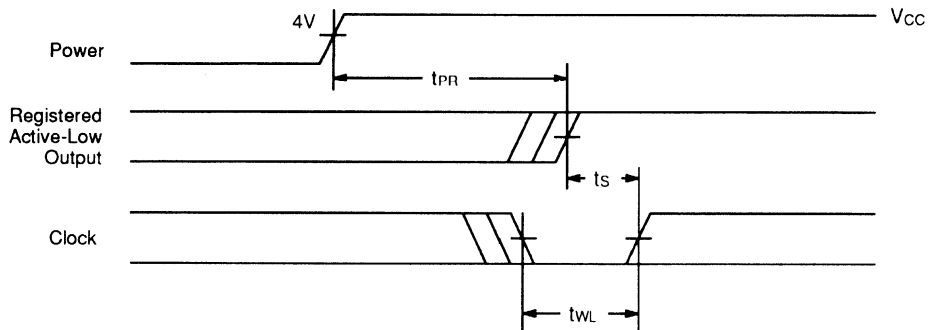 4V
VCC
Power
tPR
Registered
Active-Low
Output
tS
Clock
tWL